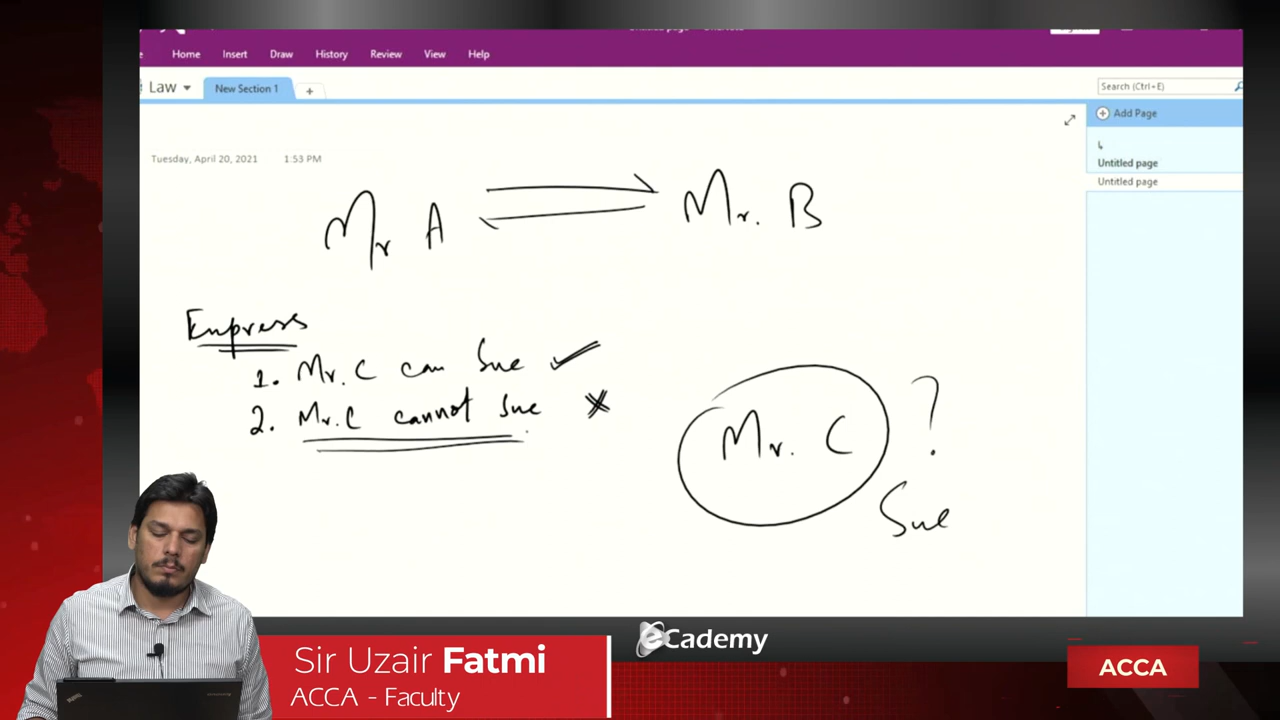 Home Insert Draw History Review View Help
Law New Section 1 +
Search (Ctrl+E)
Add Page
Tuesday, April 20, 2021 1:53 PM
Untitled page
Untitled page
Mr A Mr. B
Express
1. Mr. C can Sue ✓
2. Mr. C cannot Sue ×
Mr. C ?
Sue
eCademy
Sir Uzair Fatmi
ACCA - Faculty
ACCA